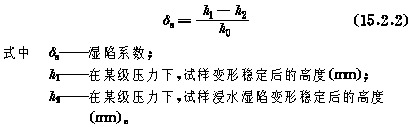 δₛ = (h₁ − h₂) / h₀ (15.2.2)
式中 δₛ——湿陷系数；
h₁——在某级压力下，试样变形稳定后的高度(mm)；
h₂——在某级压力下，试样浸水湿陷变形稳定后的高度
(mm)。